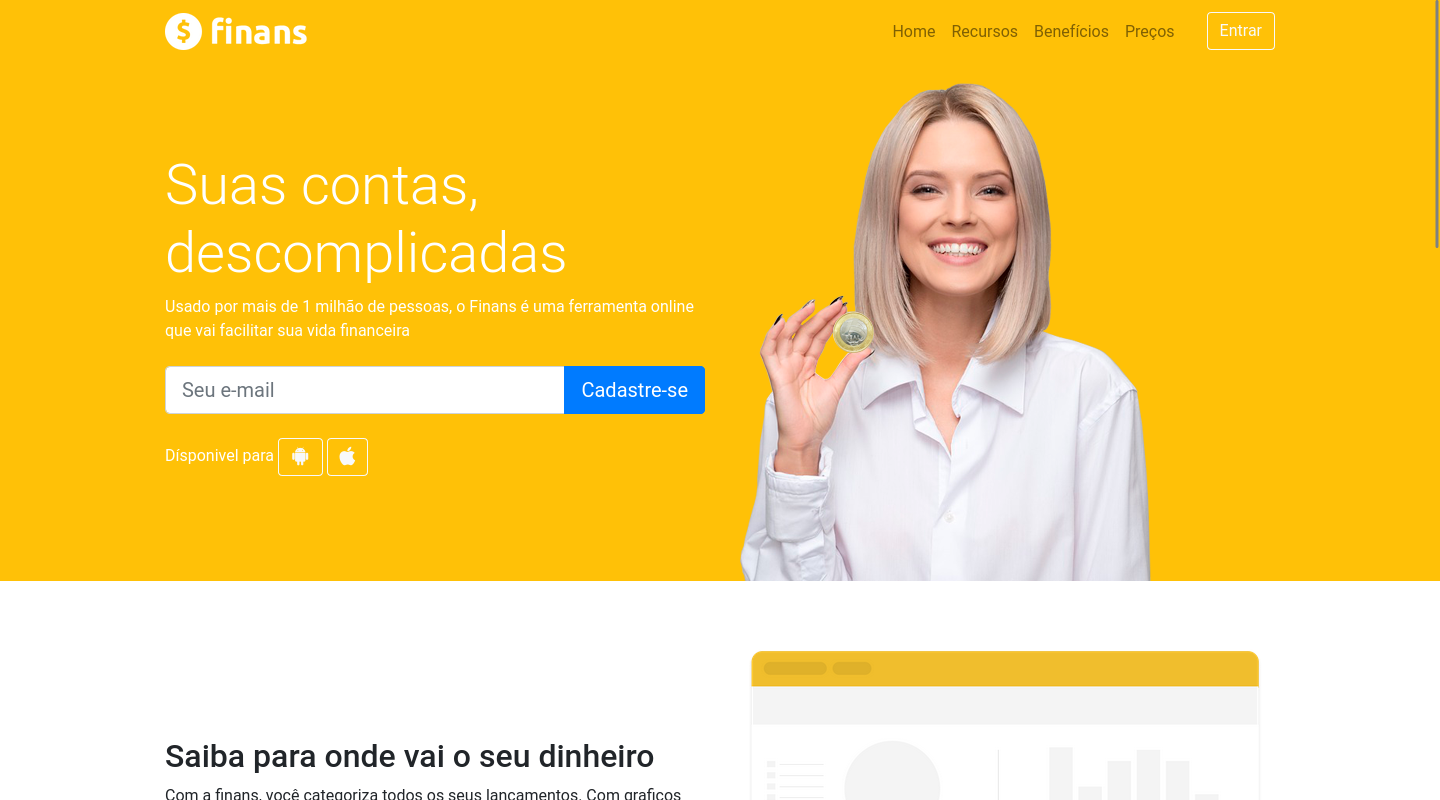 finans
Home Recursos Benefícios Preços Entrar
Suas contas,
descomplicadas
Usado por mais de 1 milhão de pessoas, o Finans é uma ferramenta online
que vai facilitar sua vida financeira
Seu e-mail Cadastre-se
Dísponivel para
Saiba para onde vai o seu dinheiro
Com a finans, você categoriza todos os seus lançamentos. Com graficos